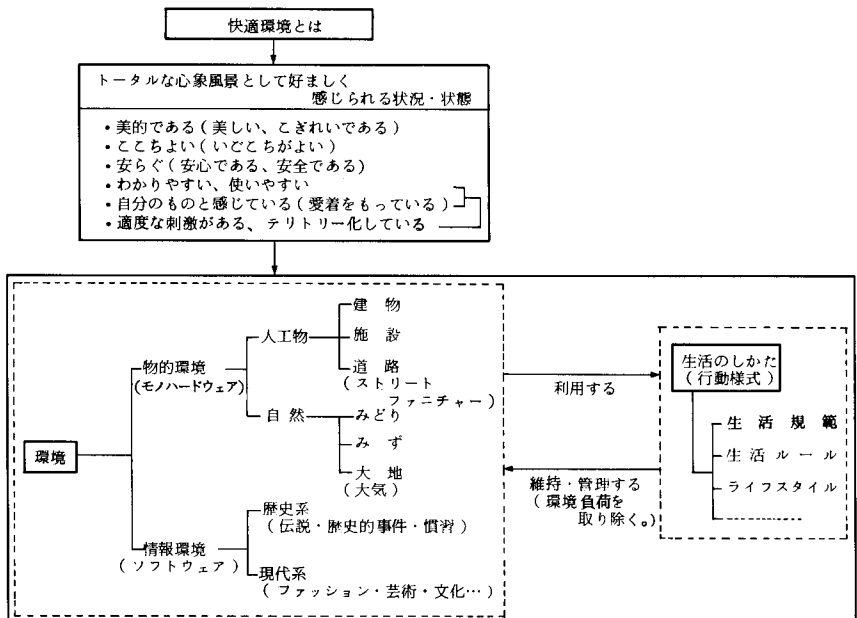 快適環境とは
トータルな心象風景として好ましく
感じられる状況・状態
・美的である(美しい、こぎれいである)
・ここちよい(いごこちがよい)
・安らぐ(安心である、安全である)
・わかりやすい、使いやすい
・自分のものと感じている(愛着をもっている)
・適度な刺激がある、テリトリー化している
環境
物的環境
(モノハードウェア)
人工物
建物
施設
道路
(ストリート
ファニチャー)
自然
みどり
みず
大地
(大気)
情報環境
(ソフトウェア)
歴史系
(伝説・歴史的事件・慣習)
現代系
(ファッション・芸術・文化…)
利用する
維持・管理する
(環境負荷を
取り除く。)
生活のしかた
(行動様式)
生活規範
生活ルール
ライフスタイル